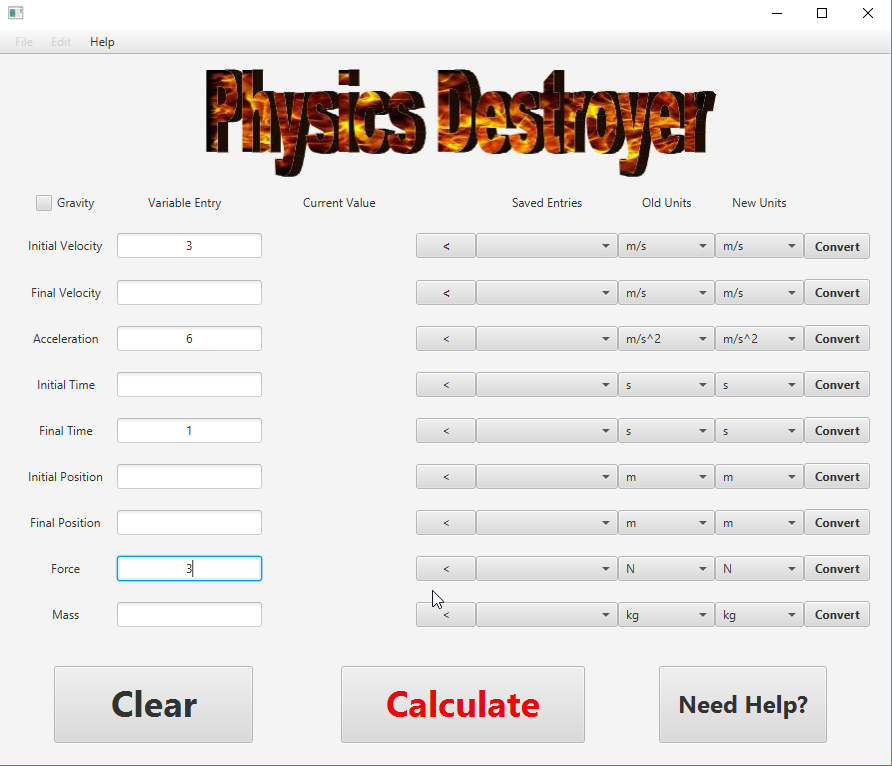 File Edit Help
Physics Destroyer
Gravity Variable Entry Current Value Saved Entries Old Units New Units
Initial Velocity 3 < m/s m/s Convert
Final Velocity < m/s m/s Convert
Acceleration 6 < m/s^2 m/s^2 Convert
Initial Time < s s Convert
Final Time 1 < s s Convert
Initial Position < m m Convert
Final Position < m m Convert
Force 3 < N N Convert
Mass < kg kg Convert
Clear Calculate Need Help?